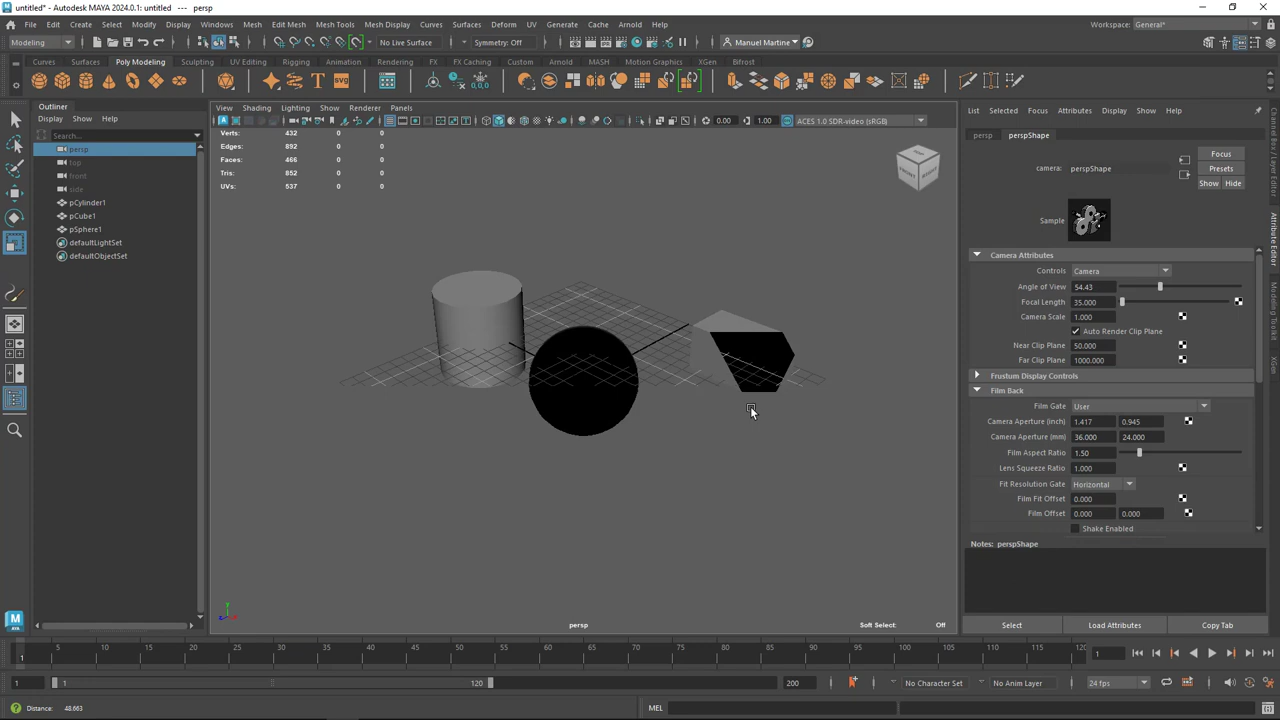 untitled* - Autodesk MAYA 2024.0.1: untitled --- persp
File Edit Create Select Modify Display Windows Mesh Edit Mesh Mesh Tools Mesh Display Curves Surfaces Deform UV Generate Cache Arnold Help
Workspace: General*
Modeling
No Live Surface
Symmetry: Off
Manuel Martine
Curves Surfaces Poly Modeling Sculpting UV Editing Rigging Animation Rendering FX FX Caching Custom Arnold MASH Motion Graphics XGen Bifrost
Outliner
Display Show Help
Search...
persp
top
front
side
pCylinder1
pCube1
pSphere1
defaultLightSet
defaultObjectSet
View Shading Lighting Show Renderer Panels
0.00 1.00 ACES 1.0 SDR-video (sRGB)
Verts: 432 0 0
Edges: 892 0 0
Faces: 466 0 0
Tris: 852 0 0
UVs: 537 0 0
persp
Soft Select: Off
List Selected Focus Attributes Display Show Help
persp perspShape
camera: perspShape
Focus
Presets
Show Hide
Sample
Camera Attributes
Controls Camera
Angle of View 54.43
Focal Length 35.000
Camera Scale 1.000
Auto Render Clip Plane
Near Clip Plane 50.000
Far Clip Plane 1000.000
Frustum Display Controls
Film Back
Film Gate User
Camera Aperture (inch) 1.417 0.945
Camera Aperture (mm) 36.000 24.000
Film Aspect Ratio 1.50
Lens Squeeze Ratio 1.000
Fit Resolution Gate Horizontal
Film Fit Offset 0.000
Film Offset 0.000 0.000
Shake Enabled
Notes: perspShape
Select Load Attributes Copy Tab
Channel Box / Layer Editor
Attribute Editor
Modeling Toolkit
XGen
5 10 15 20 25 30 35 40 45 50 55 60 65 70 75 80 85 90 95 100 105 110 115 120
1
1
1 1 120 200
No Character Set
No Anim Layer
24 fps
Distance: 48.663
MEL